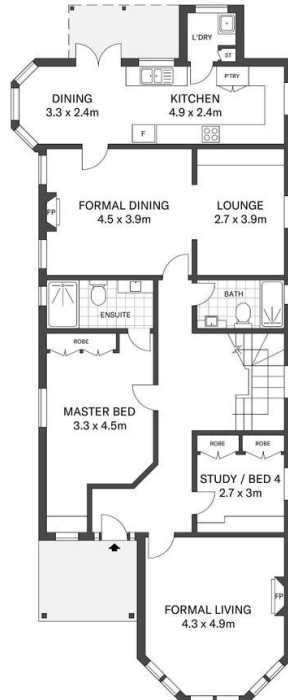 L'DRY
ST
PTRY
DINING
3.3 x 2.4m
KITCHEN
4.9 x 2.4m
F
FORMAL DINING
4.5 x 3.9m
LOUNGE
2.7 x 3.9m
FP
ENSUITE
BATH
ROBE
MASTER BED
3.3 x 4.5m
ROBE
ROBE
STUDY / BED 4
2.7 x 3m
FORMAL LIVING
4.3 x 4.9m
FP